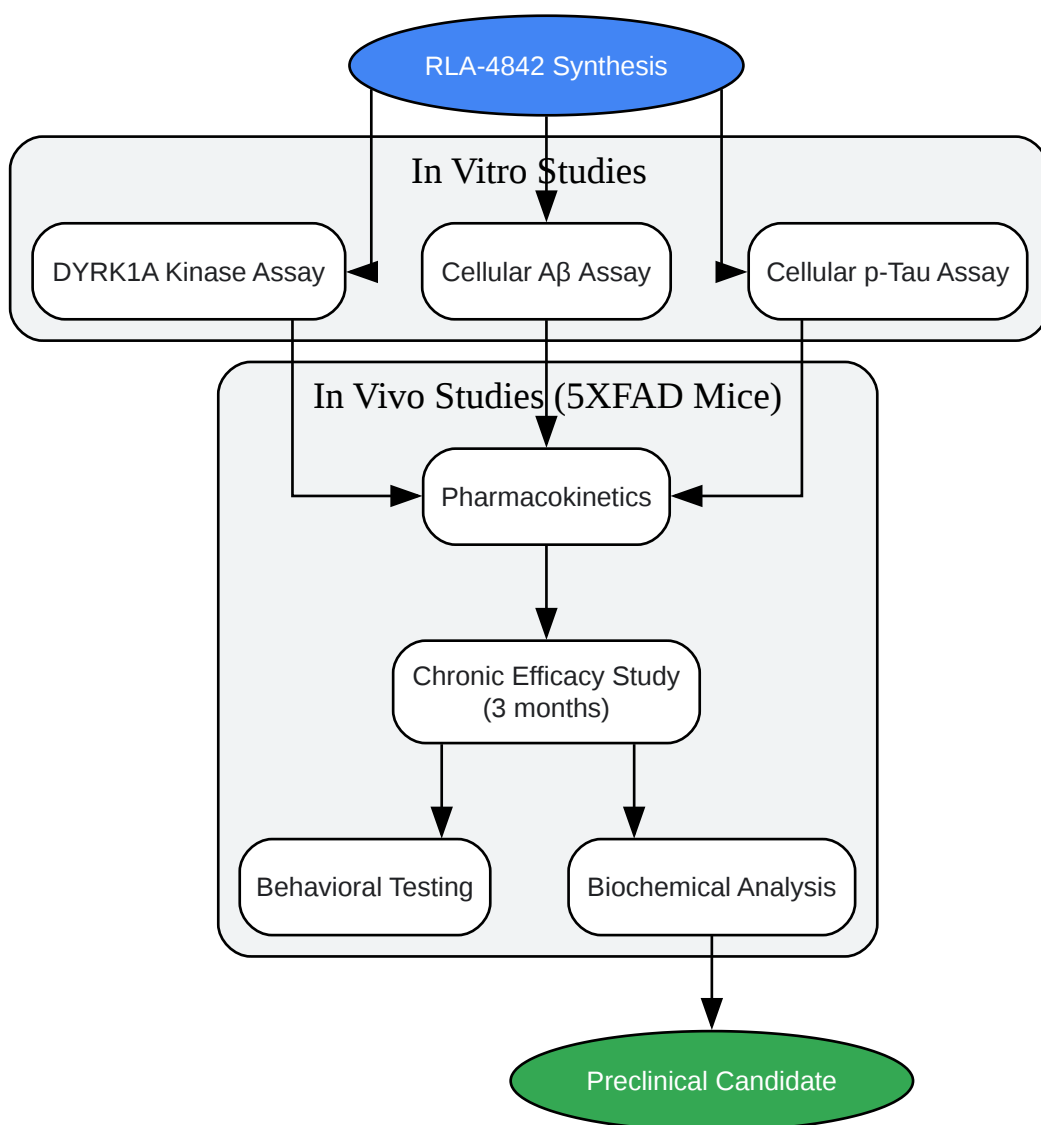 RLA-4842 Synthesis
In Vitro Studies
DYRK1A Kinase Assay
Cellular Aβ Assay
Cellular p-Tau Assay
In Vivo Studies (5XFAD Mice)
Pharmacokinetics
Chronic Efficacy Study
(3 months)
Behavioral Testing
Biochemical Analysis
Preclinical Candidate